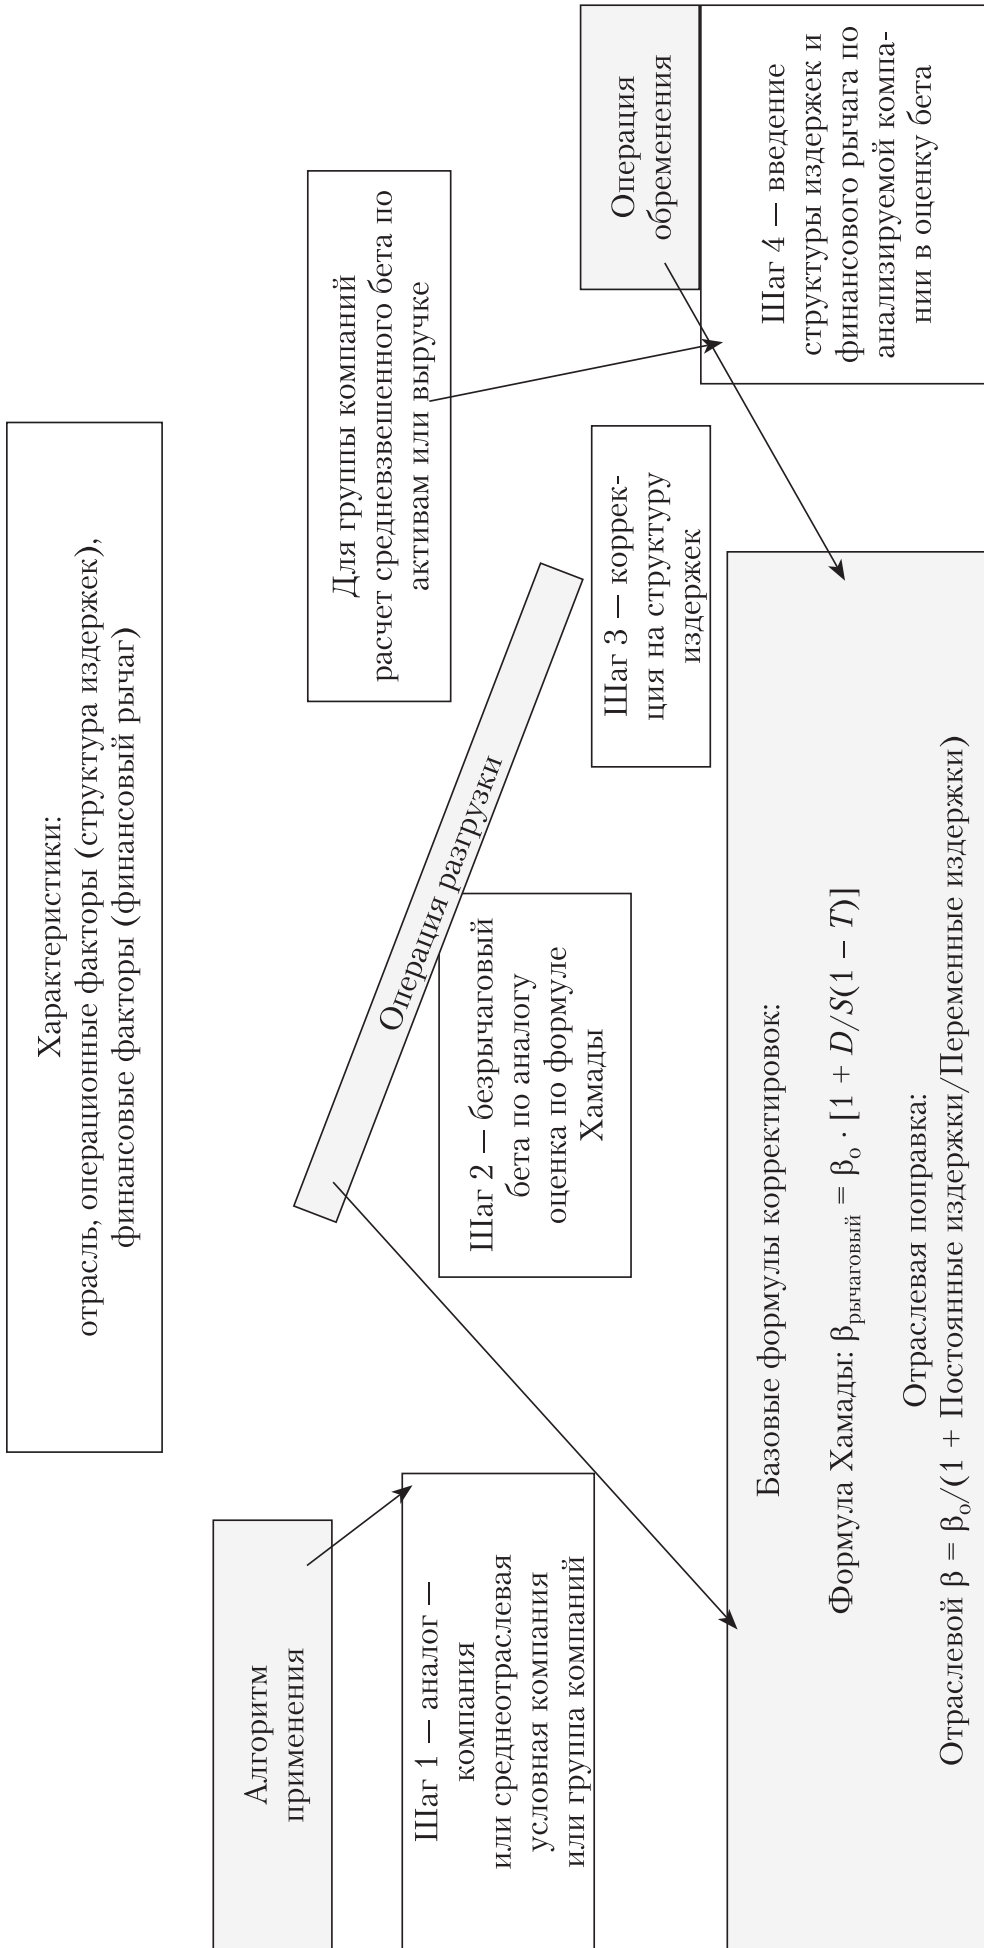 Характеристики:
отрасль, операционные факторы (структура издержек),
финансовые факторы (финансовый рычаг)
Алгоритм
применения
Для группы компаний
расчет средневзвешенного бета по
активам или выручке
Операция разгрузки
Операция
обременения
Шаг 1 — аналог —
компания
или среднеотраслевая
условная компания
или группа компаний
Шаг 2 — безрычаговый
бета по аналогу
оценка по формуле
Хамады
Шаг 3 — коррек-
ция на структуру
издержек
Шаг 4 — введение
структуры издержек и
финансового рычага по
анализируемой компа-
нии в оценку бета
Базовые формулы корректировок:
Формула Хамады: βрычаговый = βо · [1 + D/S(1 − T)]
Отраслевая поправка:
Отраслевой β = βо/(1 + Постоянные издержки/Переменные издержки)